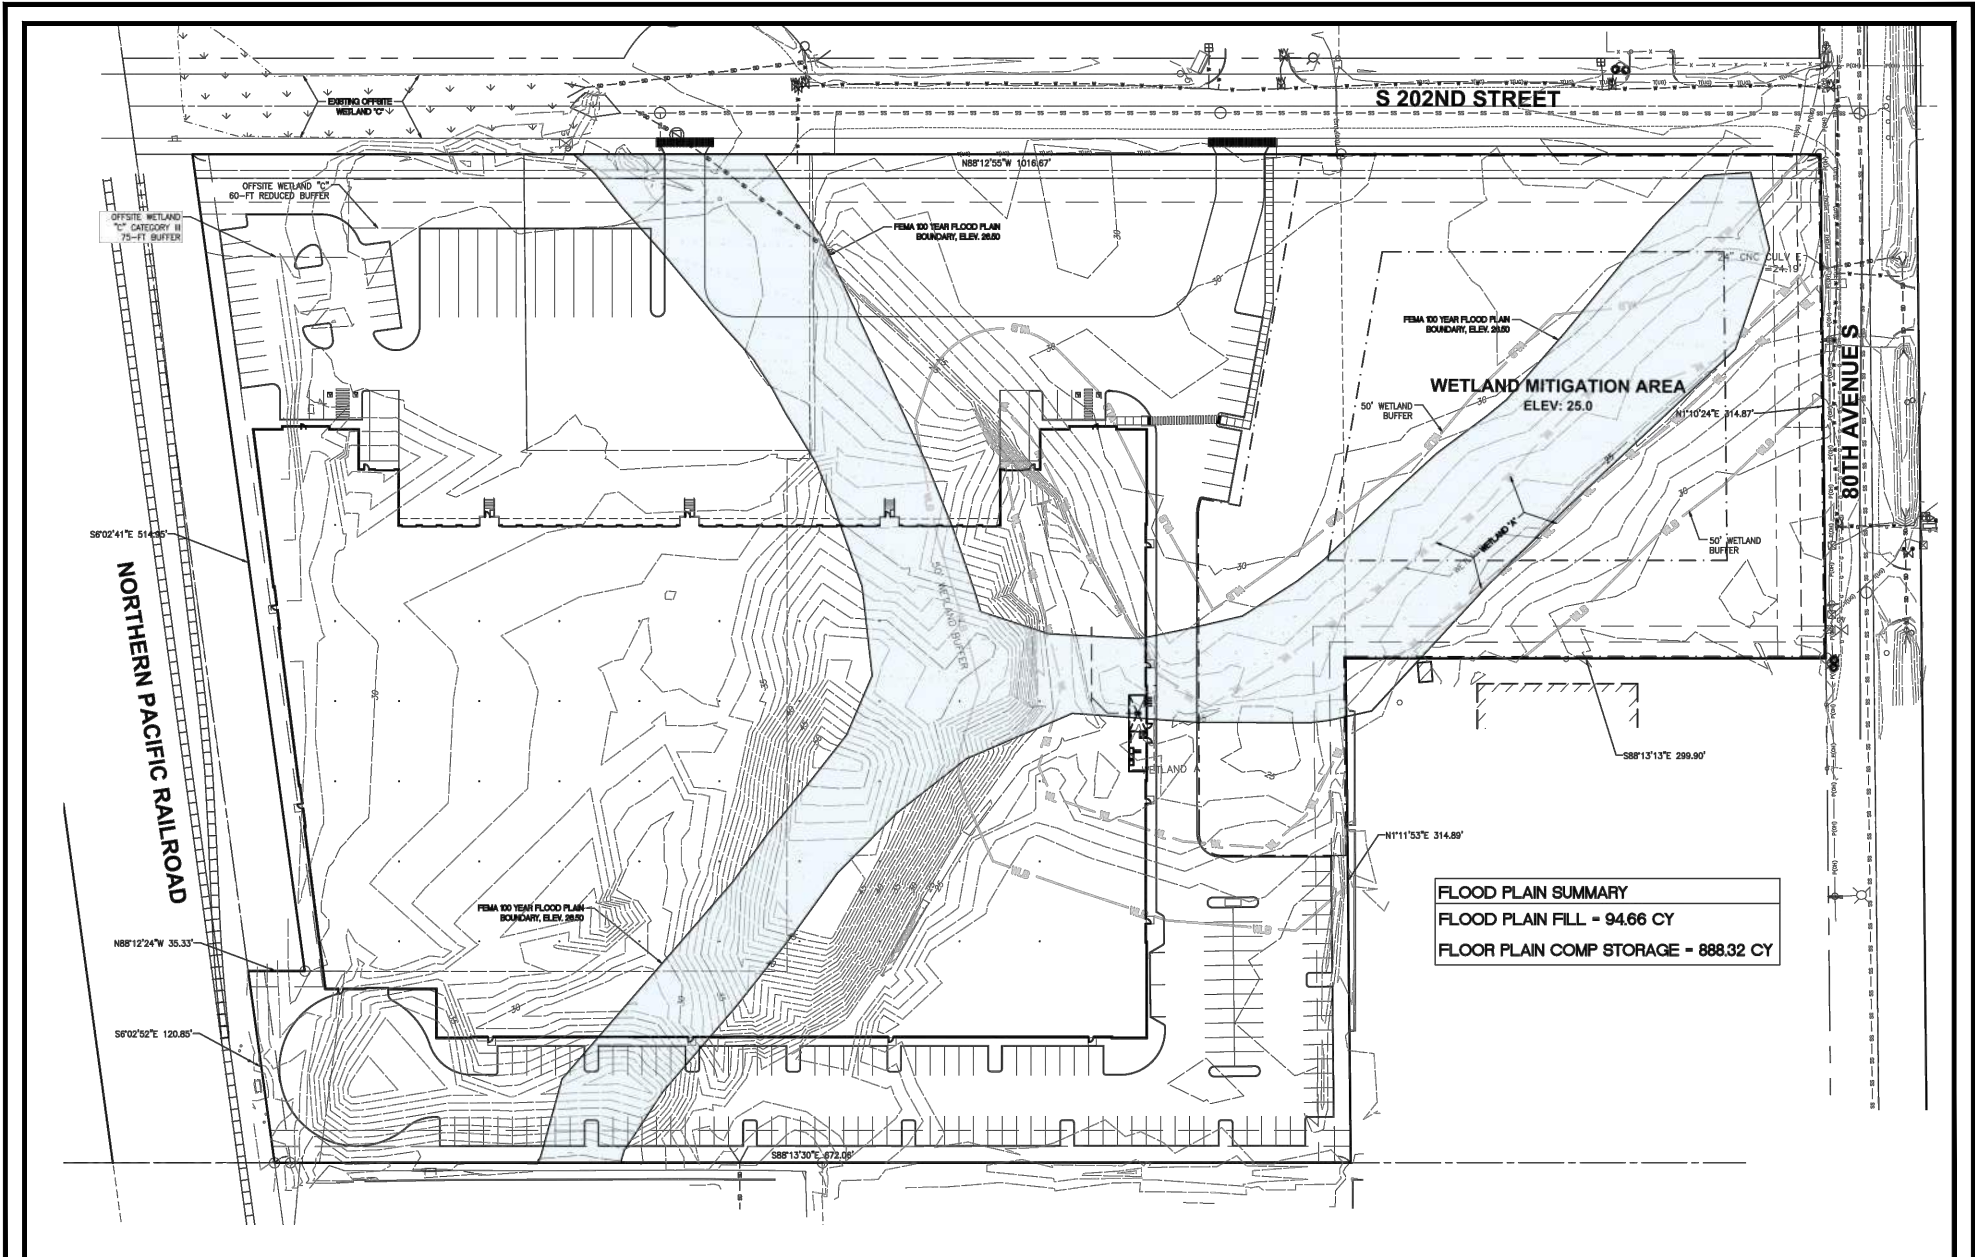 S 202ND STREET
EXISTING OFFSITE
WETLAND "C"
N88°12'55"W 1016.67'
OFFSITE WETLAND "C"
60-FT REDUCED BUFFER
OFFSITE WETLAND
"C" CATEGORY III
75-FT BUFFER
FEMA 100 YEAR FLOOD PLAIN
BOUNDARY, ELEV. 26.50
24" CNC CULV E
=24.19'
FEMA 100 YEAR FLOOD PLAIN
BOUNDARY, ELEV. 26.50
WETLAND MITIGATION AREA
ELEV: 25.0
50' WETLAND
BUFFER
N1°10'24"E 314.87'
80TH AVENUE S
S6°02'41"E 514.95'
WETLAND "A"
50' WETLAND
BUFFER
50' WETLAND BUFFER
NORTHERN PACIFIC RAILROAD
WETLAND A
S88°13'13"E 299.90'
N1°11'53"E 314.89'
FEMA 100 YEAR FLOOD PLAIN
BOUNDARY, ELEV. 26.50
FLOOD PLAIN SUMMARY
FLOOD PLAIN FILL = 94.66 CY
FLOOR PLAIN COMP STORAGE = 888.32 CY
N88°12'24"W 35.33'
S6°02'52"E 120.85'
S88°13'30"E 672.06'